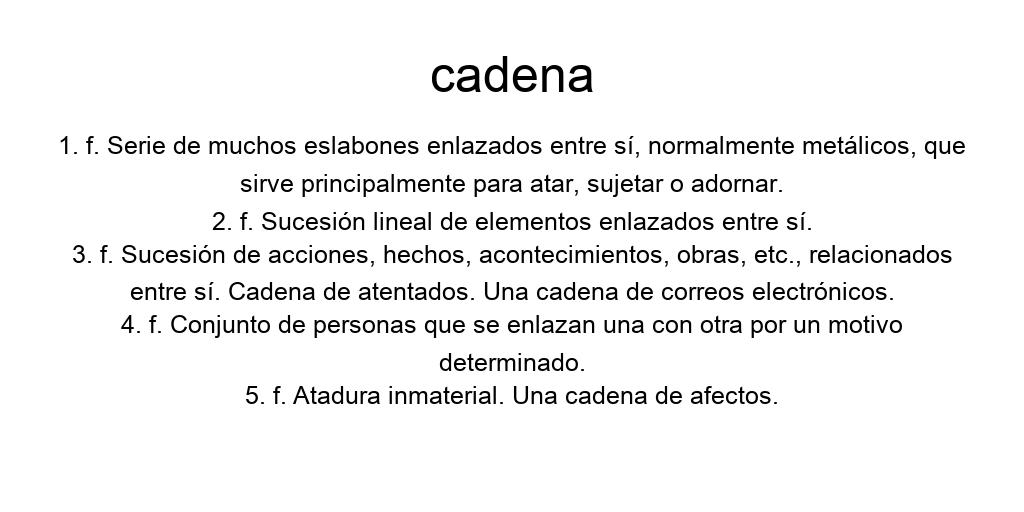 cadena
1. f. Serie de muchos eslabones enlazados entre sí, normalmente metálicos, que
sirve principalmente para atar, sujetar o adornar.
2. f. Sucesión lineal de elementos enlazados entre sí.
3. f. Sucesión de acciones, hechos, acontecimientos, obras, etc., relacionados
entre sí. Cadena de atentados. Una cadena de correos electrónicos.
4. f. Conjunto de personas que se enlazan una con otra por un motivo
determinado.
5. f. Atadura inmaterial. Una cadena de afectos.